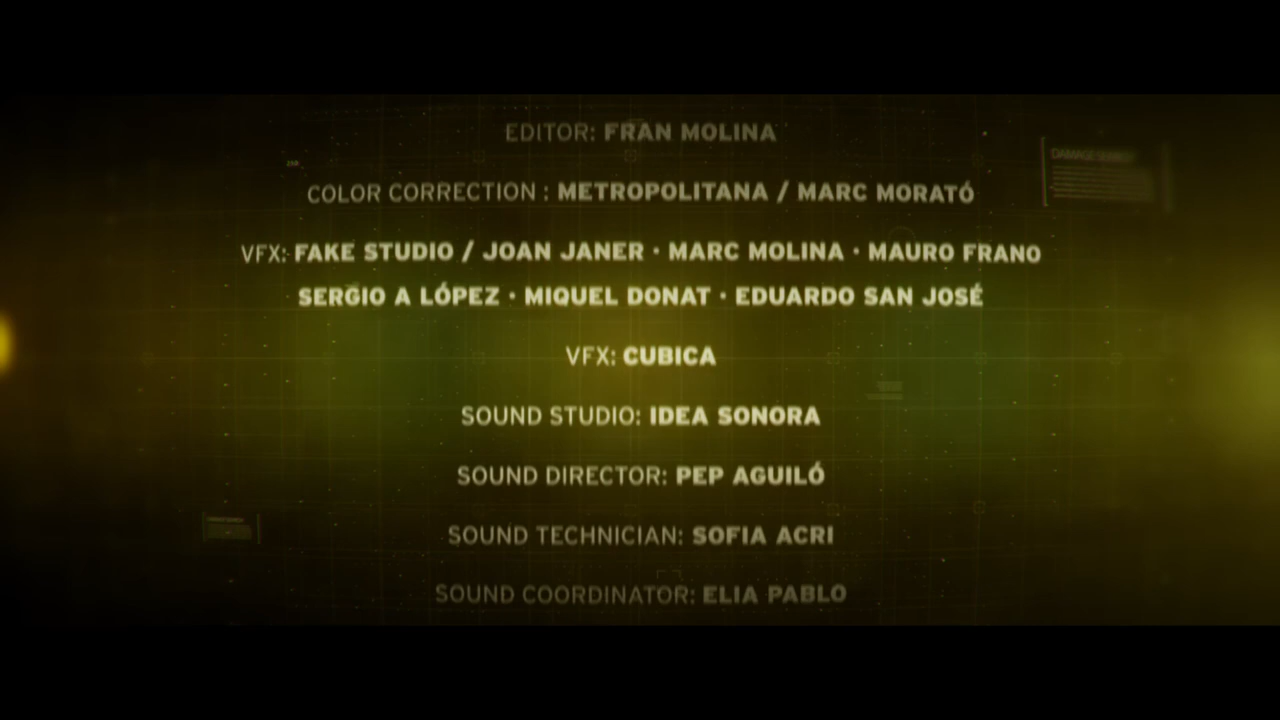 EDITOR: FRAN MOLINA
COLOR CORRECTION : METROPOLITANA / MARC MORATÓ
VFX: FAKE STUDIO / JOAN JANER · MARC MOLINA · MAURO FRANO
SERGIO A LÓPEZ · MIQUEL DONAT · EDUARDO SAN JOSÉ
VFX: CUBICA
SOUND STUDIO: IDEA SONORA
SOUND DIRECTOR: PEP AGUILÓ
SOUND TECHNICIAN: SOFIA ACRI
SOUND COORDINATOR: ELIA PABLO